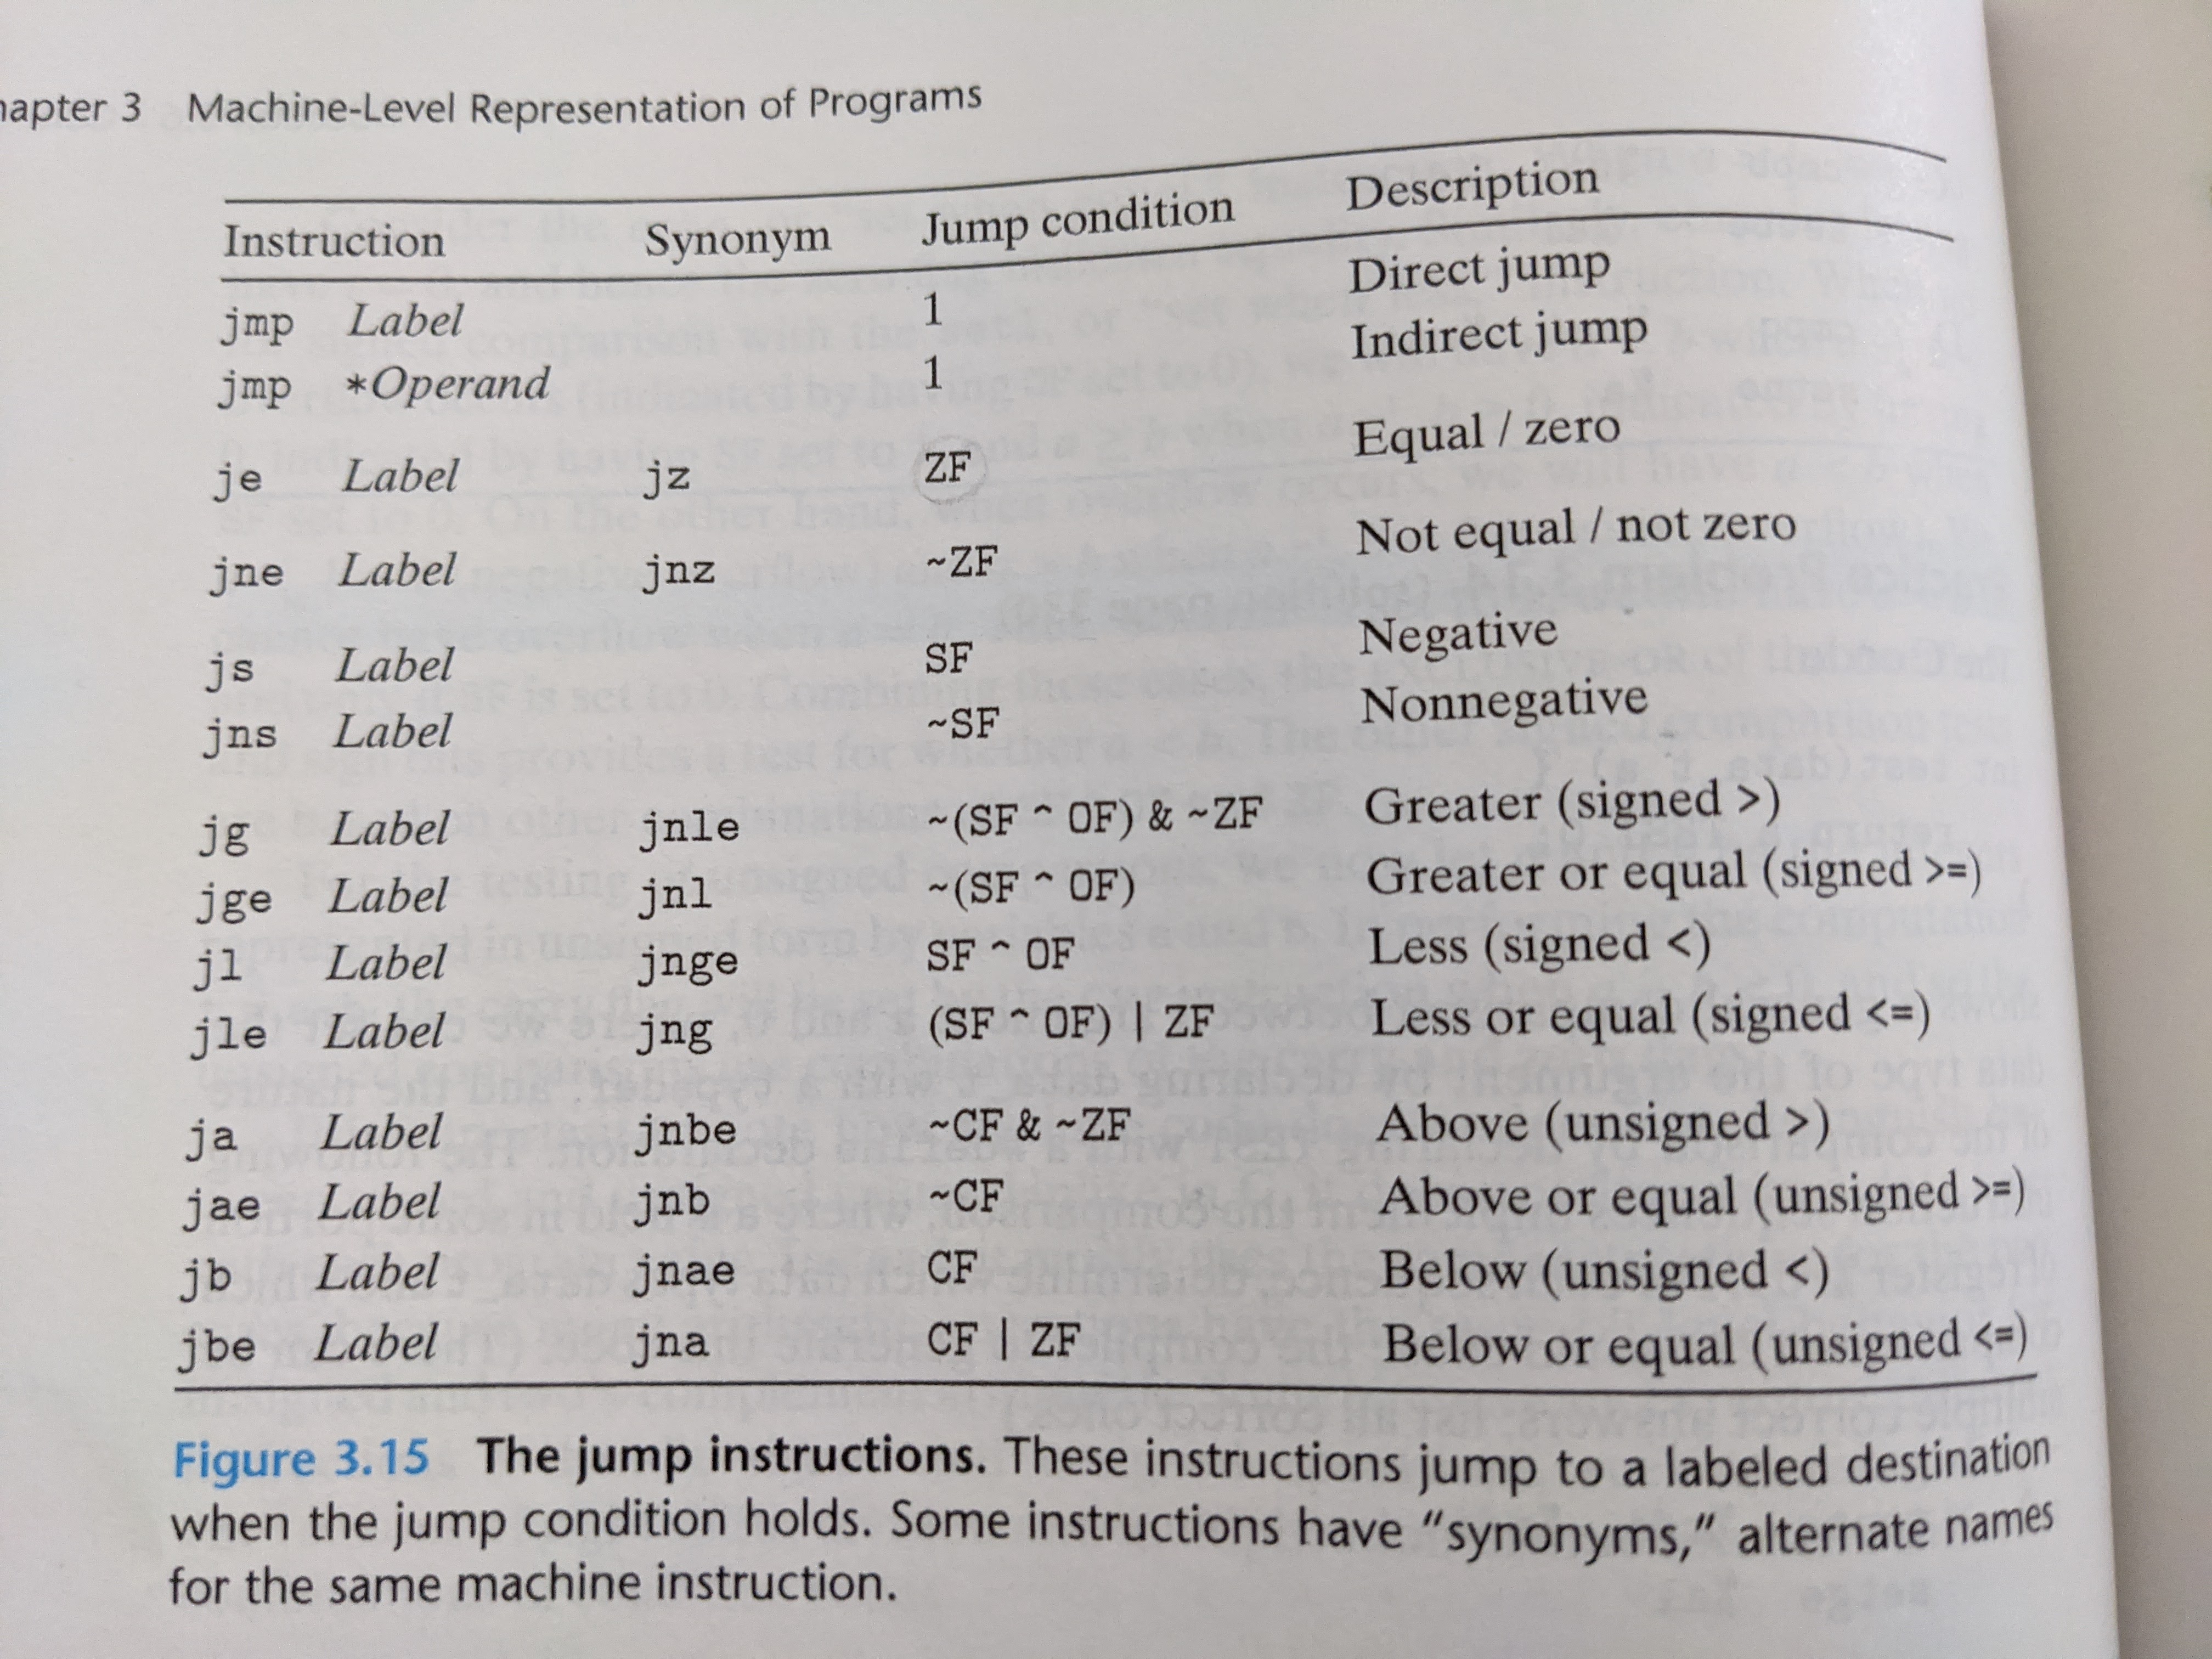 hapter 3 Machine-Level Representation of Programs
Instruction Synonym Jump condition Description
jmp Label 1 Direct jump
jmp *Operand 1 Indirect jump
je Label jz ZF Equal / zero
jne Label jnz ~ZF Not equal / not zero
js Label SF Negative
jns Label ~SF Nonnegative
jg Label jnle ~(SF ^ OF) & ~ZF Greater (signed >)
jge Label jnl ~(SF ^ OF) Greater or equal (signed >=)
jl Label jnge SF ^ OF Less (signed <)
jle Label jng (SF ^ OF) | ZF Less or equal (signed <=)
ja Label jnbe ~CF & ~ZF Above (unsigned >)
jae Label jnb ~CF Above or equal (unsigned >=)
jb Label jnae CF Below (unsigned <)
jbe Label jna CF | ZF Below or equal (unsigned <=)
Figure 3.15 The jump instructions. These instructions jump to a labeled destination
when the jump condition holds. Some instructions have “synonyms,” alternate names
for the same machine instruction.